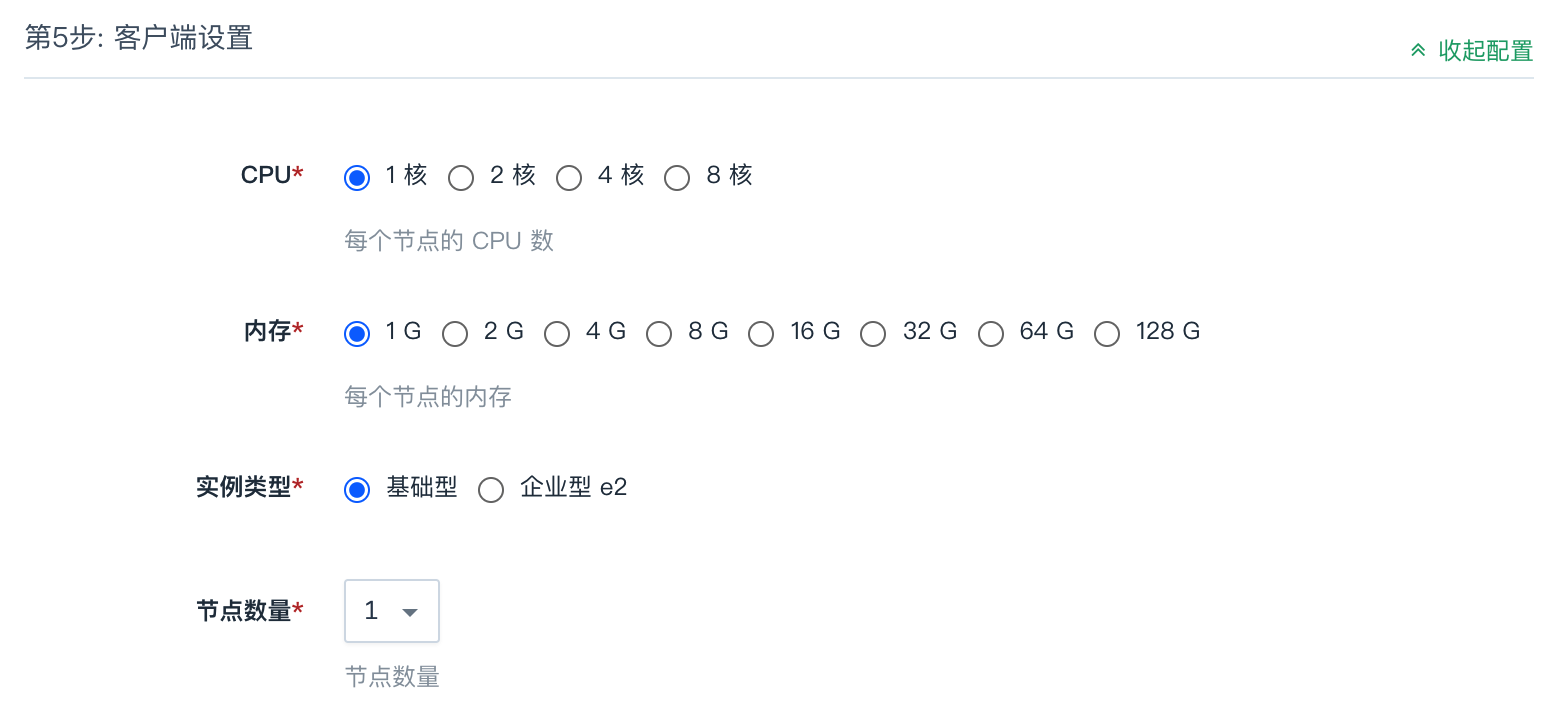 第5步: 客户端设置
收起配置
CPU* 1 核 2 核 4 核 8 核
每个节点的 CPU 数
内存* 1 G 2 G 4 G 8 G 16 G 32 G 64 G 128 G
每个节点的内存
实例类型* 基础型 企业型 e2
节点数量* 1
节点数量